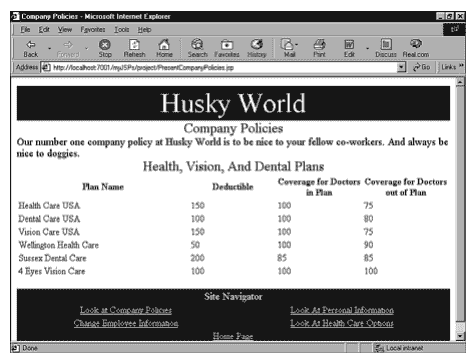 Company Policies - Microsoft Internet Explorer
File Edit View Favorites Tools Help
Back Forward Stop Refresh Home Search Favorites History Mail Print Edit Discuss Real.com
Address http://localhost:7001/myJSPs/project/PresentCompanyPolicies.jsp Go Links »
Husky World
Company Policies
Our number one company policy at Husky World is to be nice to your fellow co-workers. And always be
nice to doggies.
Health, Vision, And Dental Plans
Plan Name Deductible Coverage for Doctors in Plan Coverage for Doctors out of Plan
Health Care USA 150 100 75
Dental Care USA 100 100 80
Vision Care USA 150 100 75
Wellington Health Care 50 100 90
Sussex Dental Care 200 85 85
4 Eyes Vision Care 100 100 100
Site Navigator
Look at Company Policies Look At Personal Information
Change Employee Information Look At Health Care Options
Home Page
Done Local intranet